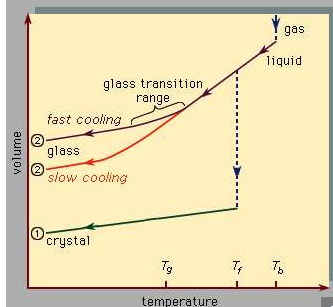 gas
liquid
glass transition
range
fast cooling
② 
glass
②
slow cooling
① crystal
volume
Tg Tf Tb
temperature